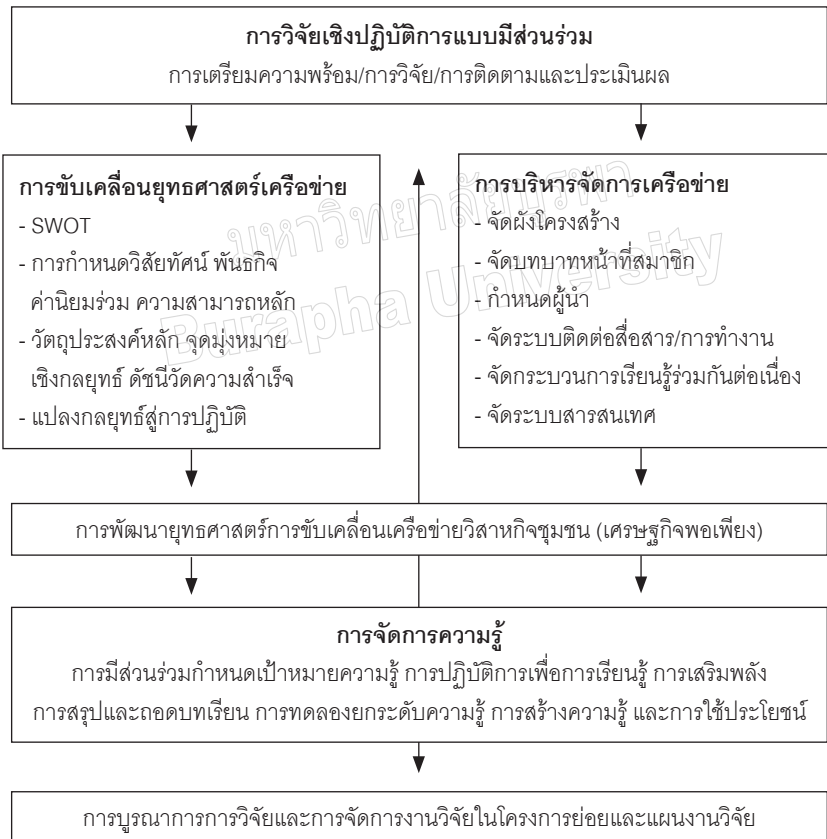 การวิจัยเชิงปฏิบัติการแบบมีส่วนร่วม
การเตรียมความพร้อม/การวิจัย/การติดตามและประเมินผล
การขับเคลื่อนยุทธศาสตร์เครือข่าย
- SWOT
- การกำหนดวิสัยทัศน์ พันธกิจ
ค่านิยมร่วม ความสามารถหลัก
- วัตถุประสงค์หลัก จุดมุ่งหมาย
เชิงกลยุทธ์ ดัชนีวัดความสำเร็จ
- แปลงกลยุทธ์สู่การปฏิบัติ
การบริหารจัดการเครือข่าย
- จัดผังโครงสร้าง
- จัดบทบาทหน้าที่สมาชิก
- กำหนดผู้นำ
- จัดระบบติดต่อสื่อสาร/การทำงาน
- จัดกระบวนการเรียนรู้ร่วมกันต่อเนื่อง
- จัดระบบสารสนเทศ
มหาวิทยาลัยบูรพา
Burapha University
การพัฒนายุทธศาสตร์การขับเคลื่อนเครือข่ายวิสาหกิจชุมชน (เศรษฐกิจพอเพียง)
การจัดการความรู้
การมีส่วนร่วมกำหนดเป้าหมายความรู้ การปฏิบัติการเพื่อการเรียนรู้ การเสริมพลัง
การสรุปและถอดบทเรียน การทดลองยกระดับความรู้ การสร้างความรู้ และการใช้ประโยชน์
การบูรณาการการวิจัยและการจัดการงานวิจัยในโครงการย่อยและแผนงานวิจัย